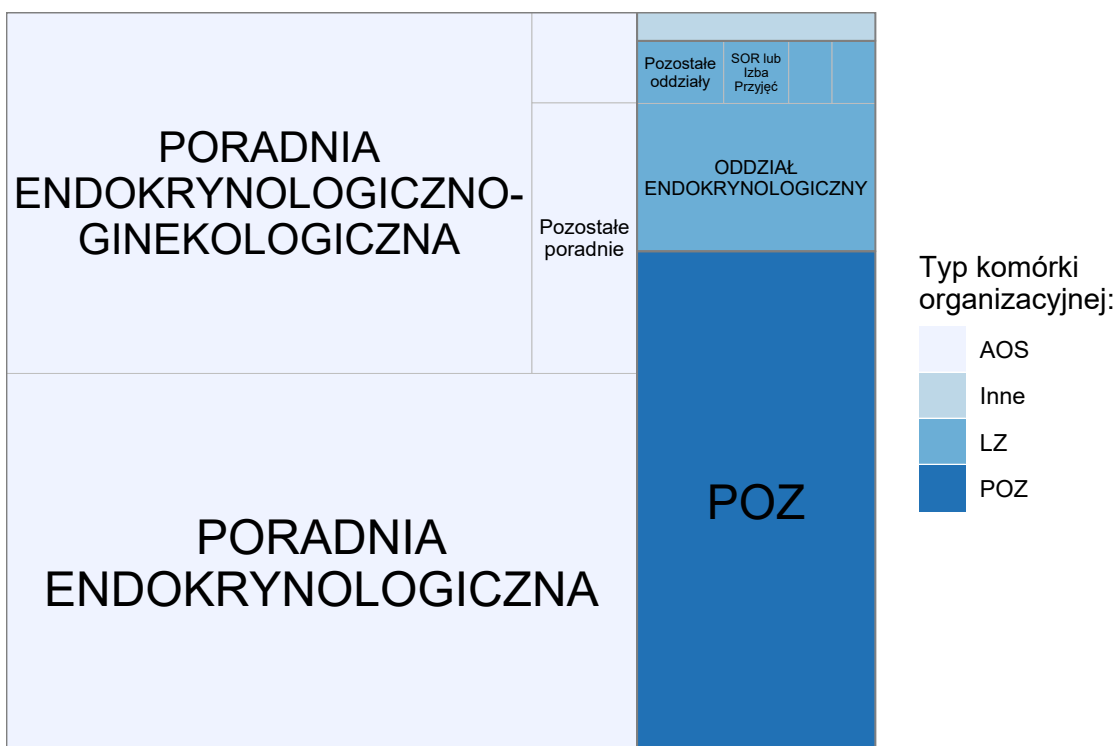 PORADNIA
ENDOKRYNOLOGICZNO-
GINEKOLOGICZNA
Pozostałe
poradnie
PORADNIA
ENDOKRYNOLOGICZNA
Pozostałe
oddziały
SOR lub
Izba
Przyjęć
ODDZIAŁ
ENDOKRYNOLOGICZNY
POZ
Typ komórki
organizacyjnej:
AOS
Inne
LZ
POZ